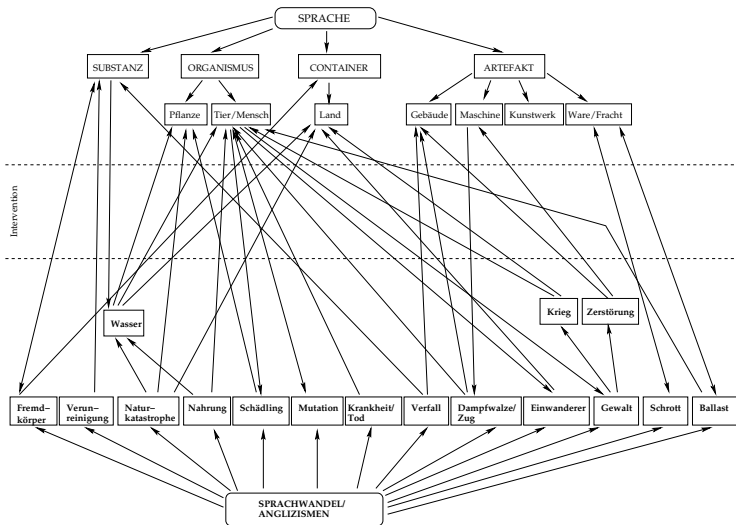 SPRACHE
SUBSTANZ
ORGANISMUS
CONTAINER
ARTEFAKT
Pflanze
Tier/Mensch
Land
Gebäude
Maschine
Kunstwerk
Ware/Fracht
Intervention
Krieg
Zerstörung
Wasser
Fremd-
körper
Verun-
reinigung
Natur-
katastrophe
Nahrung
Schädling
Mutation
Krankheit/
Tod
Verfall
Dampfwalze/
Zug
Einwanderer
Gewalt
Schrott
Ballast
SPRACHWANDEL/
ANGLIZISMEN